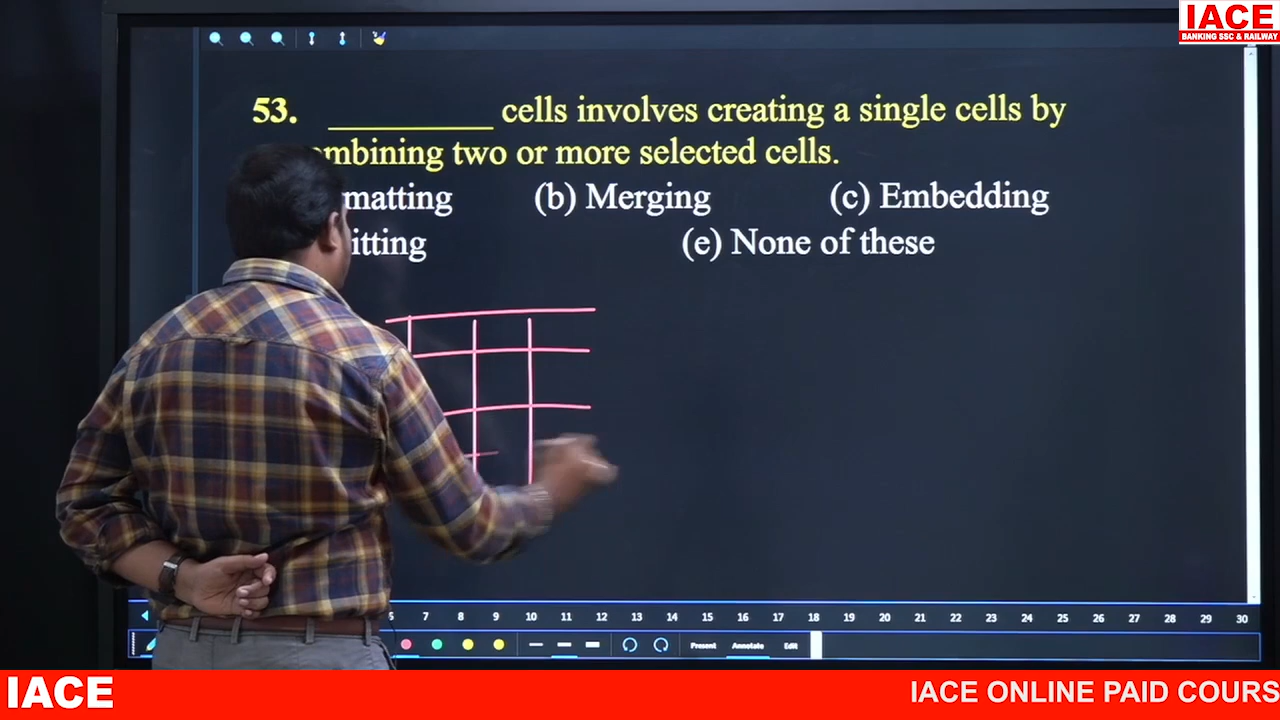 IACE
BANKING SSC & RAILWAY
53. __________ cells involves creating a single cells by
ombining two or more selected cells.
matting (b) Merging (c) Embedding
itting (e) None of these
6 7 8 9 10 11 12 13 14 15 16 17 18 19 20 21 22 23 24 25 26 27 28 29 30
Present Annotate Edit
IACE
IACE ONLINE PAID COURS